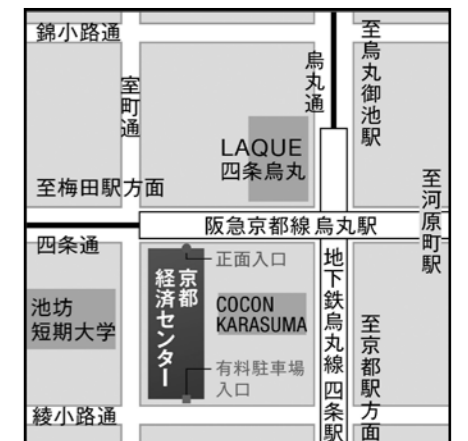 錦小路通
室町通
烏丸通
至烏丸御池駅
LAQUE
四条烏丸
至梅田駅方面
至河原町駅
阪急京都線 烏丸駅
四条通
正面入口
京都
経済センター
池坊
短期大学
COCON
KARASUMA
地下鉄烏丸線 四条駅
至京都駅方面
有料駐車場
入口
綾小路通